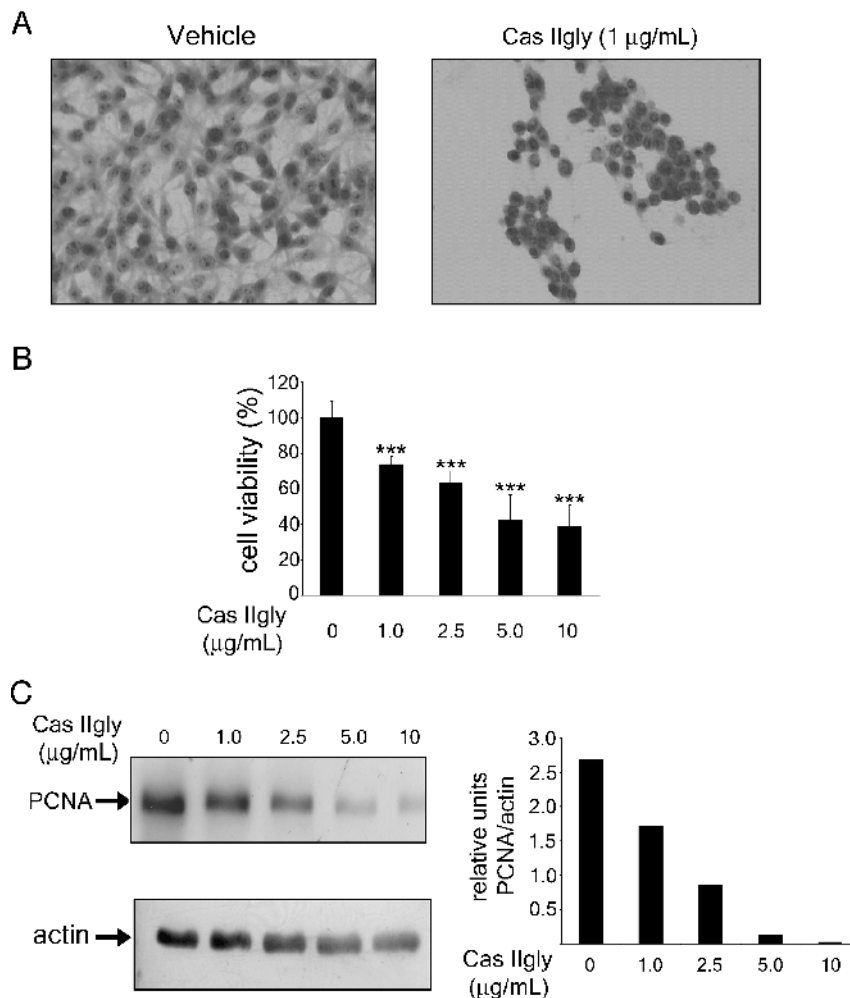 A
Vehicle
Cas IIgly (1 μg/mL)
B
cell viability (%)
120
100
80
60
40
20
0
***
***
***
***
Cas IIgly
(μg/mL)
0 1.0 2.5 5.0 10
C
Cas IIgly
(μg/mL)
0 1.0 2.5 5.0 10
PCNA
actin
relative units
PCNA/actin
3.0
2.5
2.0
1.5
1.0
0.5
Cas IIgly
(μg/mL)
0 1.0 2.5 5.0 10